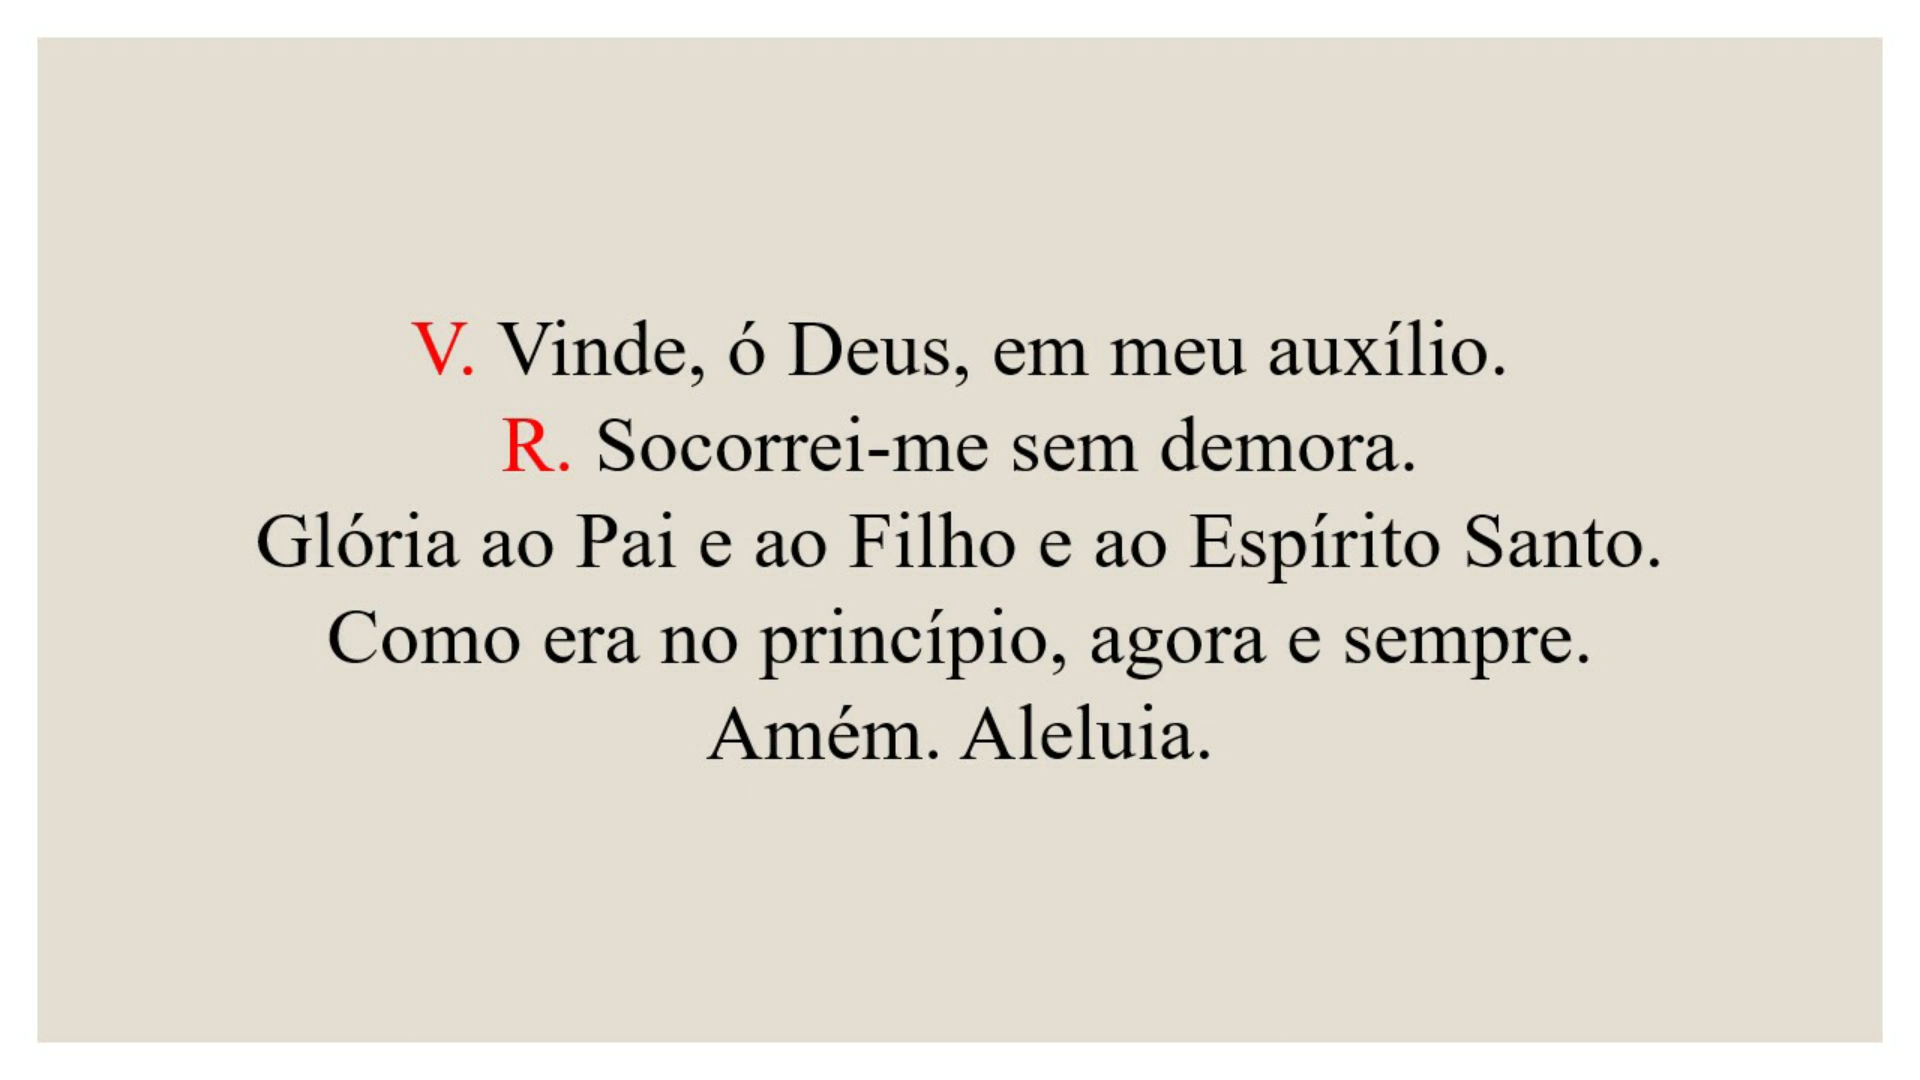 V. Vinde, ó Deus, em meu auxílio.
R. Socorrei-me sem demora.
Glória ao Pai e ao Filho e ao Espírito Santo.
Como era no princípio, agora e sempre.
Amém. Aleluia.